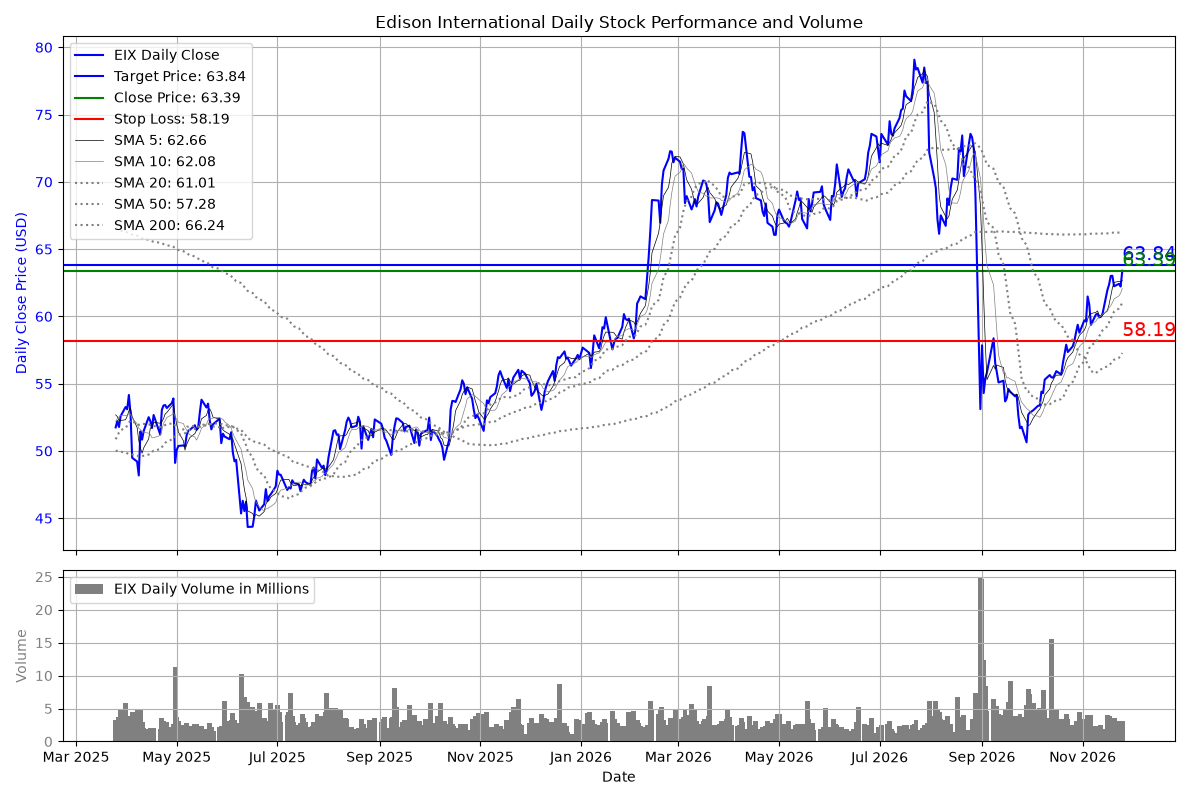 Edison International Daily Stock Performance and Volume
Daily Close Price (USD)
80
75
70
65
60
55
50
45
EIX Daily Close
Target Price: 63.84
Close Price: 63.39
Stop Loss: 58.19
SMA 5: 62.66
SMA 10: 62.08
SMA 20: 61.01
SMA 50: 57.28
SMA 200: 66.24
63.84
63.39
58.19
Volume
25
20
15
10
5
0
EIX Daily Volume in Millions
Mar 2025 May 2025 Jul 2025 Sep 2025 Nov 2025 Jan 2026 Mar 2026 May 2026 Jul 2026 Sep 2026 Nov 2026
Date